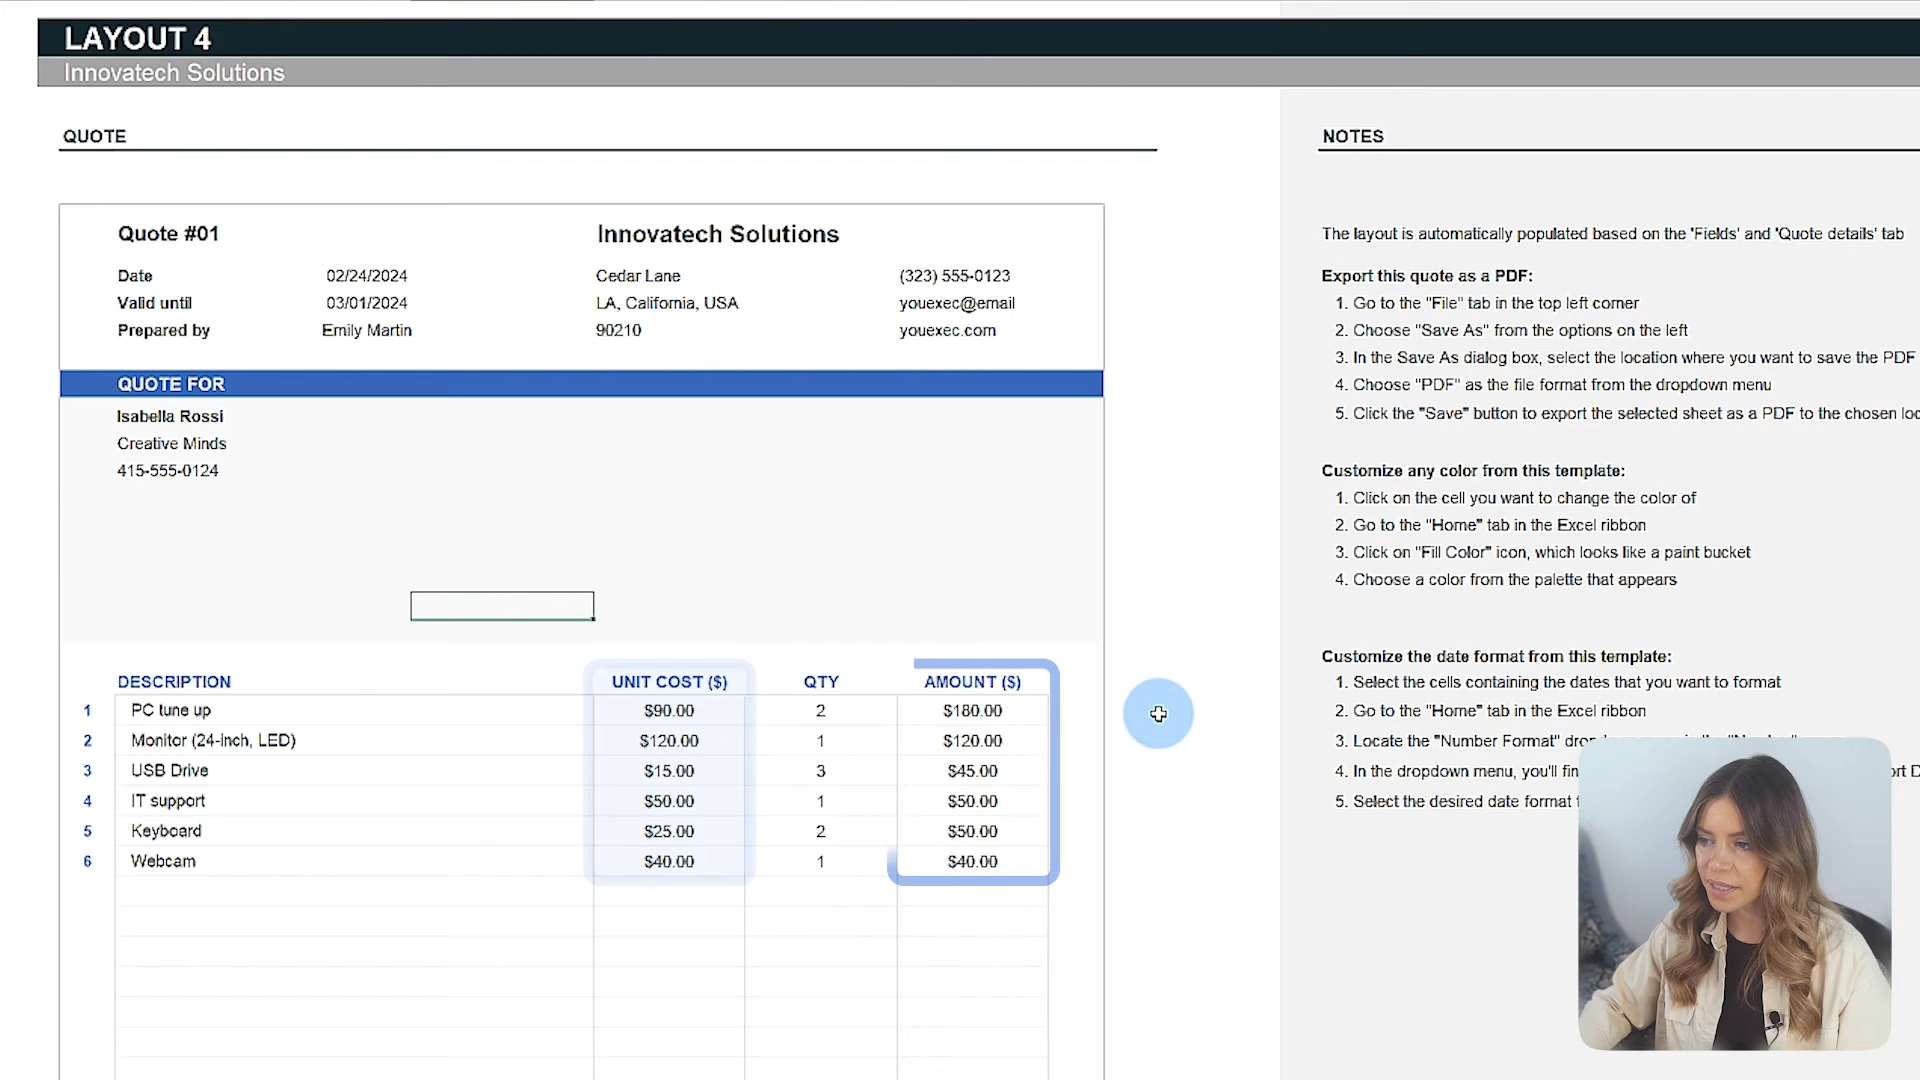 LAYOUT 4
Innovatech Solutions
QUOTE
Quote #01
Innovatech Solutions
Date 02/24/2024 Cedar Lane (323) 555-0123
Valid until 03/01/2024 LA, California, USA youexec@email
Prepared by Emily Martin 90210 youexec.com
QUOTE FOR
Isabella Rossi
Creative Minds
415-555-0124
DESCRIPTION UNIT COST ($) QTY AMOUNT ($)
1 PC tune up $90.00 2 $180.00
2 Monitor (24-inch, LED) $120.00 1 $120.00
3 USB Drive $15.00 3 $45.00
4 IT support $50.00 1 $50.00
5 Keyboard $25.00 2 $50.00
6 Webcam $40.00 1 $40.00
NOTES
The layout is automatically populated based on the 'Fields' and 'Quote details' tab
Export this quote as a PDF:
1. Go to the "File" tab in the top left corner
2. Choose "Save As" from the options on the left
3. In the Save As dialog box, select the location where you want to save the PDF
4. Choose "PDF" as the file format from the dropdown menu
5. Click the "Save" button to export the selected sheet as a PDF to the chosen
Customize any color from this template:
1. Click on the cell you want to change the color of
2. Go to the "Home" tab in the Excel ribbon
3. Click on "Fill Color" icon, which looks like a paint bucket
4. Choose a color from the palette that appears
Customize the date format from this template:
1. Select the cells containing the dates that you want to format
2. Go to the "Home" tab in the Excel ribbon
3. Locate the "Number Format"
4. In the dropdown menu, you'll
5. Select the desired date format